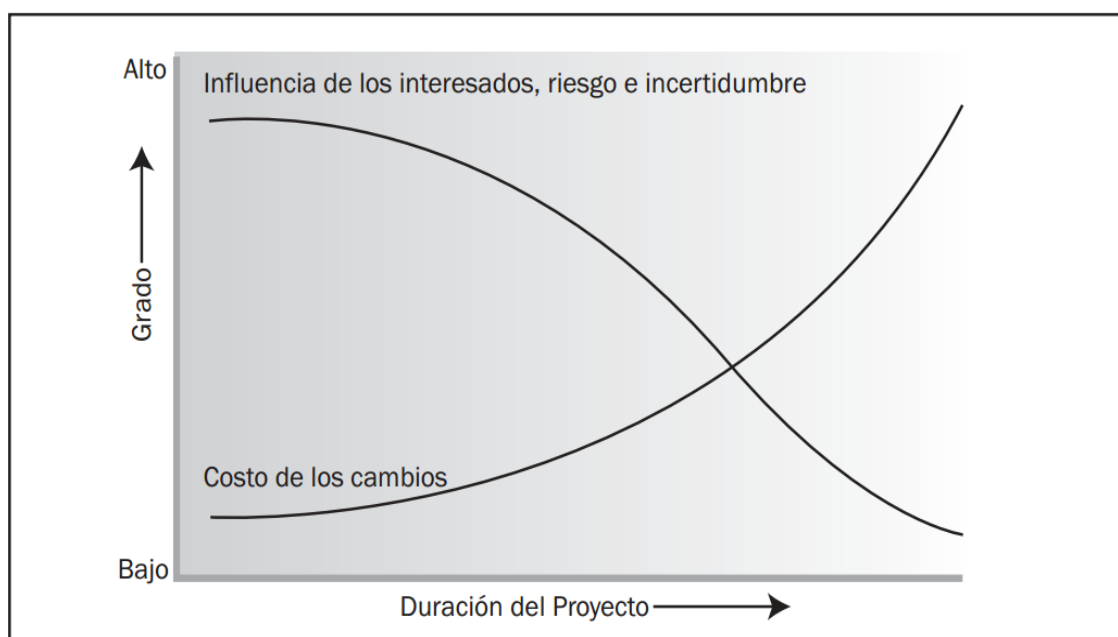 Alto
Influencia de los interesados, riesgo e incertidumbre
Grado
Costo de los cambios
Bajo
Duración del Proyecto